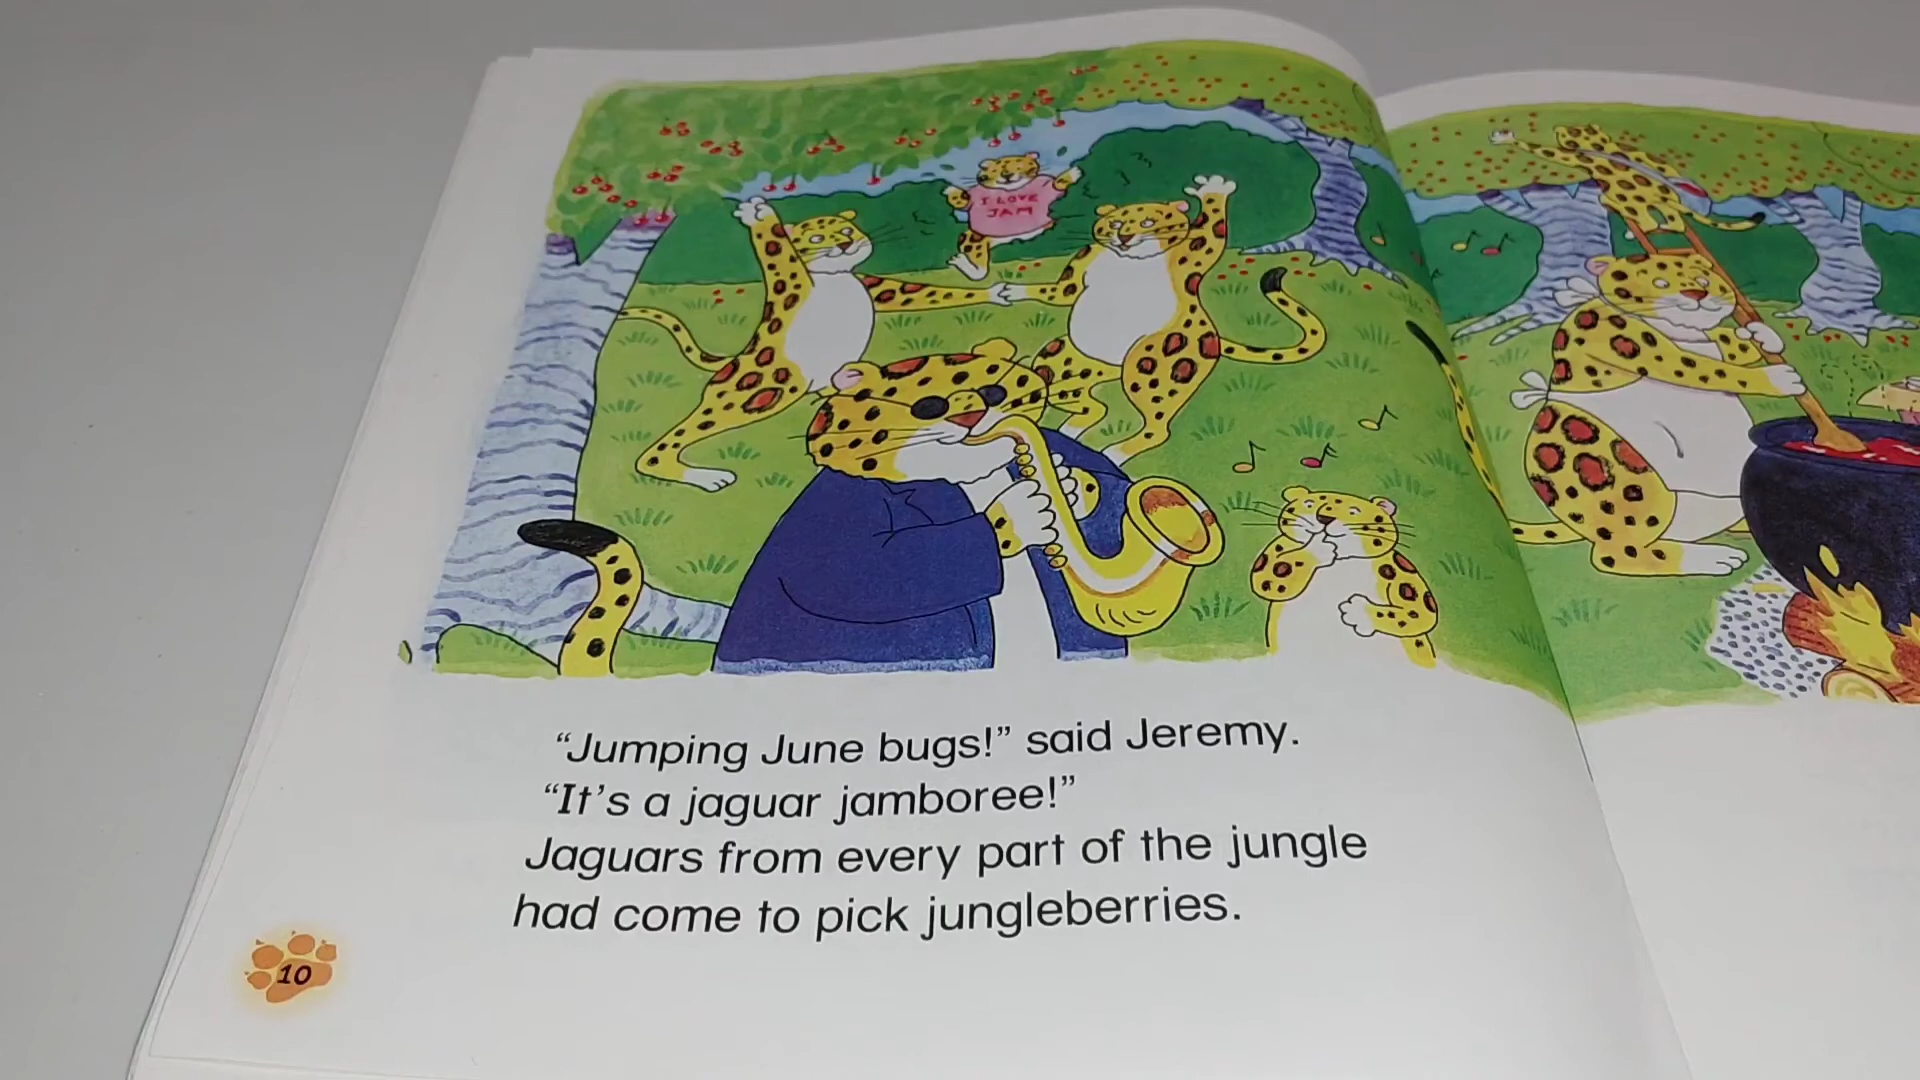 I LOVE
JAM
“Jumping June bugs!” said Jeremy.
“It’s a jaguar jamboree!”
Jaguars from every part of the jungle
had come to pick jungleberries.
10